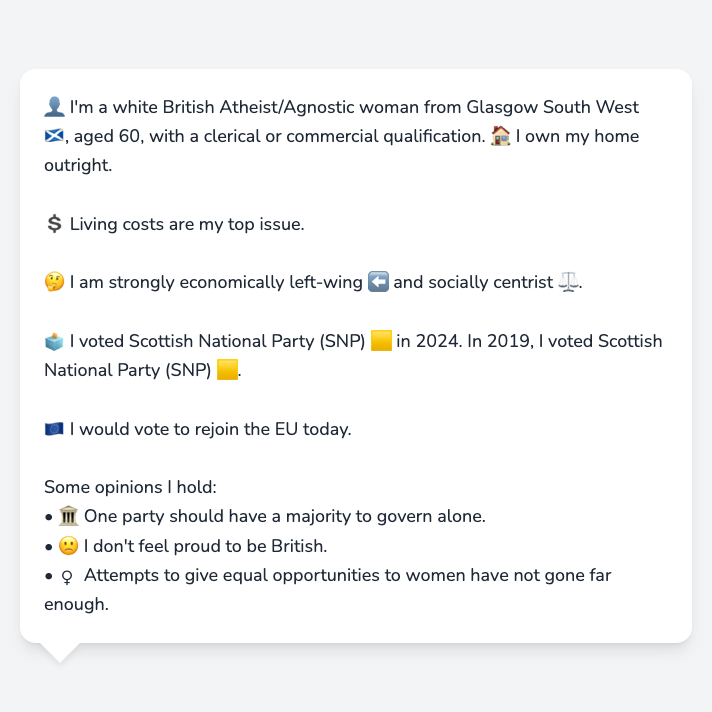 👤 I'm a white British Atheist/Agnostic woman from Glasgow South West
🏴󠁧󠁢󠁳󠁣󠁴󠁿, aged 60, with a clerical or commercial qualification. 🏠 I own my home
outright.
💲 Living costs are my top issue.
🤔 I am strongly economically left-wing ⬅️ and socially centrist ⚖️.
🗳️ I voted Scottish National Party (SNP) 🟨 in 2024. In 2019, I voted Scottish
National Party (SNP) 🟨.
🇪🇺 I would vote to rejoin the EU today.
Some opinions I hold:
• 🏛️ One party should have a majority to govern alone.
• 🙁 I don't feel proud to be British.
• ♀ Attempts to give equal opportunities to women have not gone far
enough.